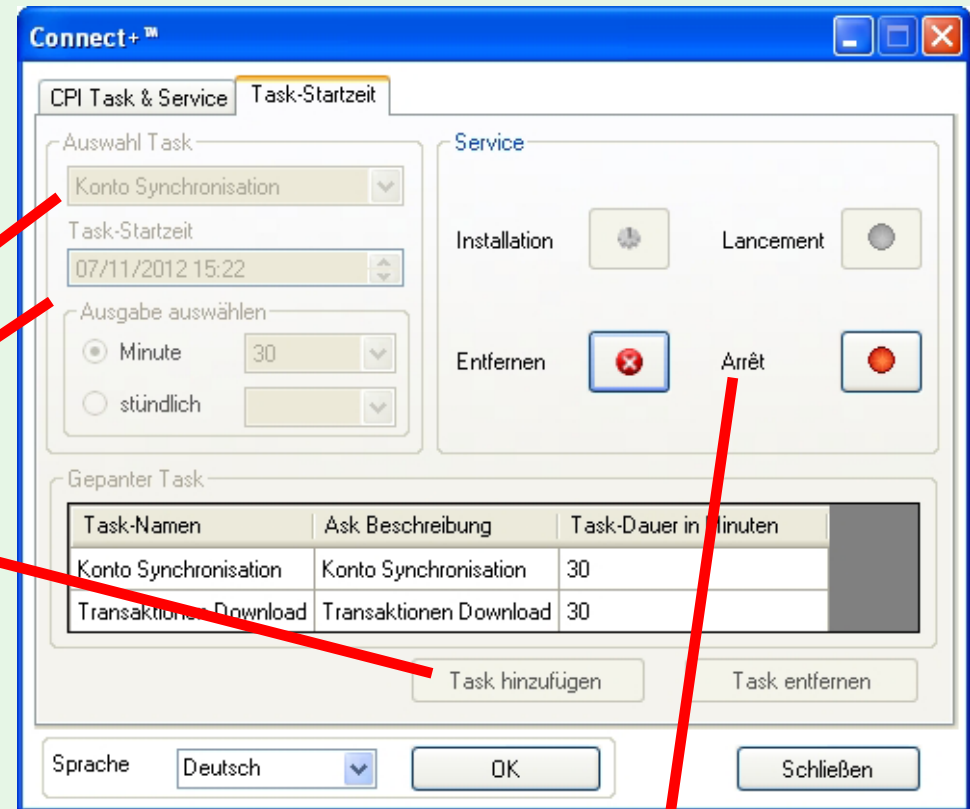 Connect+™
CPI Task & Service
Task-Startzeit
Auswahl Task
Konto Synchronisation
Task-Startzeit
07/11/2012 15:22
Ausgabe auswählen
Minute
30
stündlich
Service
Installation
Lancement
Entfernen
Arrêt
Gepanter Task
Task-Namen Ask Beschreibung Task-Dauer in Minuten
Konto Synchronisation Konto Synchronisation 30
Transaktionen Download Transaktionen Download 30
Task hinzufügen
Task entfernen
Sprache
Deutsch
OK
Schließen